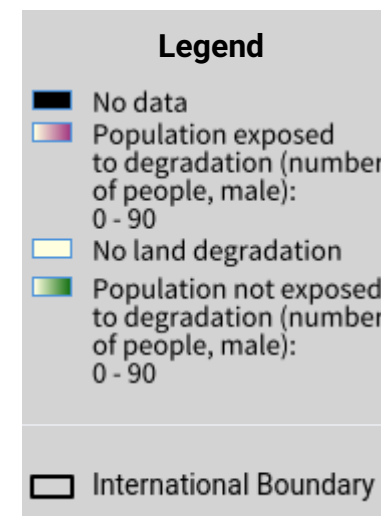 Legend
No data
Population exposed
to degradation (number
of people, male):
0 - 90
No land degradation
Population not exposed
to degradation (number
of people, male):
0 - 90
International Boundary